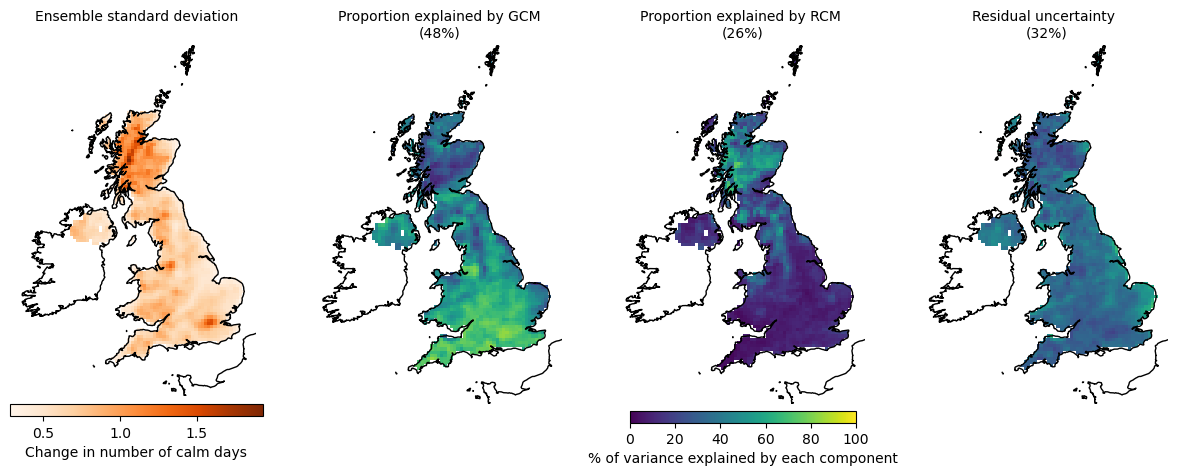 Ensemble standard deviation
Proportion explained by GCM
(48%)
Proportion explained by RCM
(26%)
Residual uncertainty
(32%)
0.5 1.0 1.5
Change in number of calm days
0 20 40 60 80 100
% of variance explained by each component